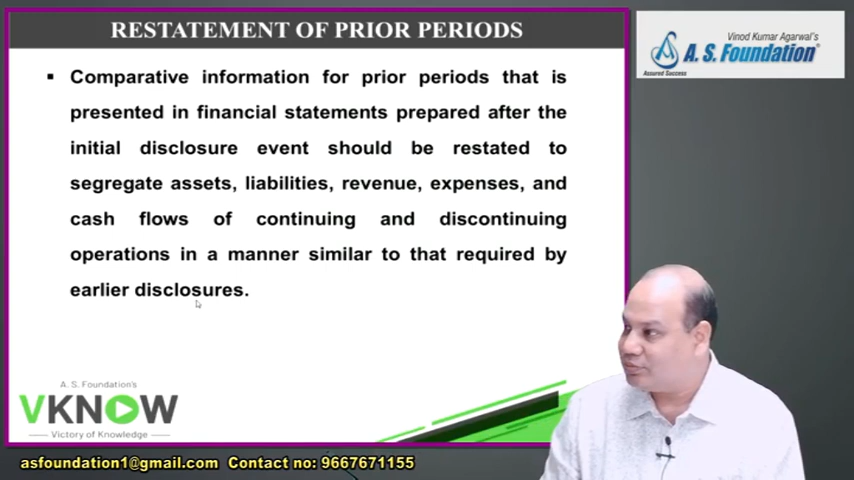 RESTATEMENT OF PRIOR PERIODS
Vinod Kumar Agarwal's
A. S. Foundation®
Assured Success
▪ Comparative information for prior periods that is
presented in financial statements prepared after the
initial disclosure event should be restated to
segregate assets, liabilities, revenue, expenses, and
cash flows of continuing and discontinuing
operations in a manner similar to that required by
earlier disclosures.
A. S. Foundation's
VKNOW
Victory of Knowledge
asfoundation1@gmail.com Contact no: 9667671155